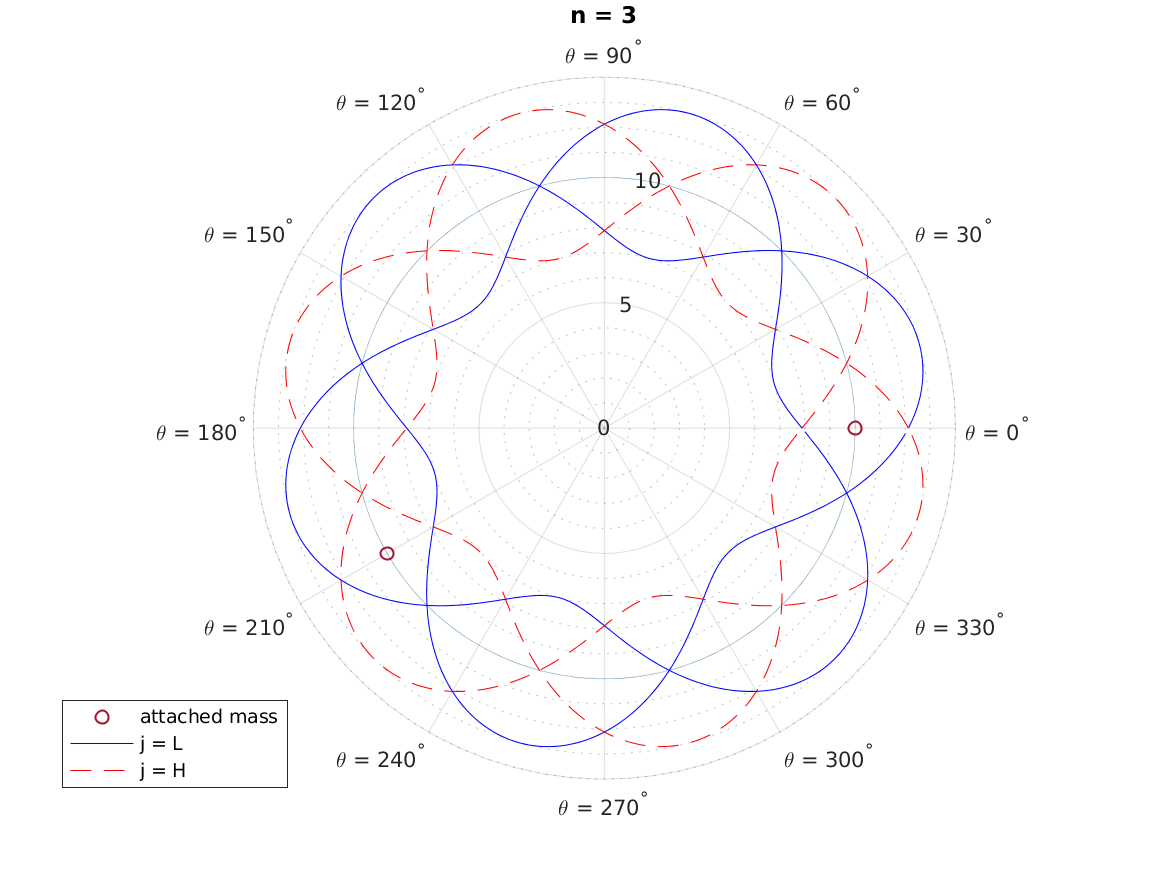 n = 3
θ = 90°
θ = 120°
θ = 60°
10
θ = 150°
θ = 30°
5
θ = 180°
0
θ = 0°
θ = 210°
θ = 330°
attached mass
j = L
j = H
θ = 240°
θ = 300°
θ = 270°